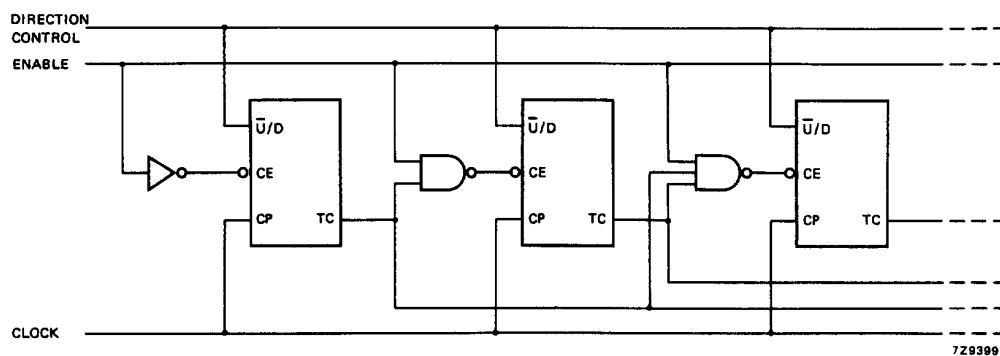 DIRECTION
CONTROL
ENABLE
U̅/D
CE
CP TC
U̅/D
CE
CP TC
U̅/D
CE
CP TC
CLOCK
7Z9399